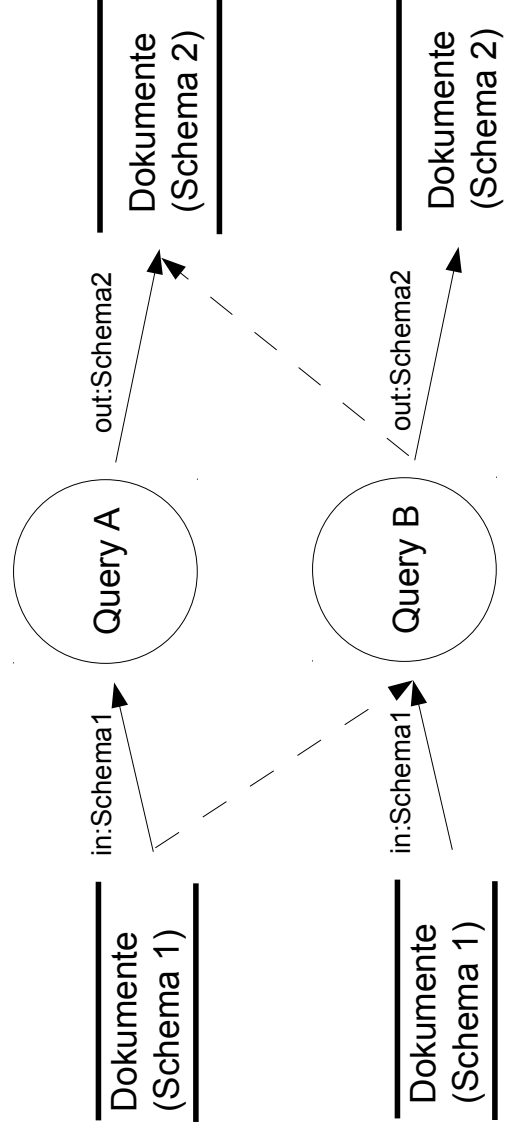 Dokumente
(Schema 1)
in:Schema1
Query A
out:Schema2
Dokumente
(Schema 2)
Dokumente
(Schema 1)
in:Schema1
Query B
out:Schema2
Dokumente
(Schema 2)